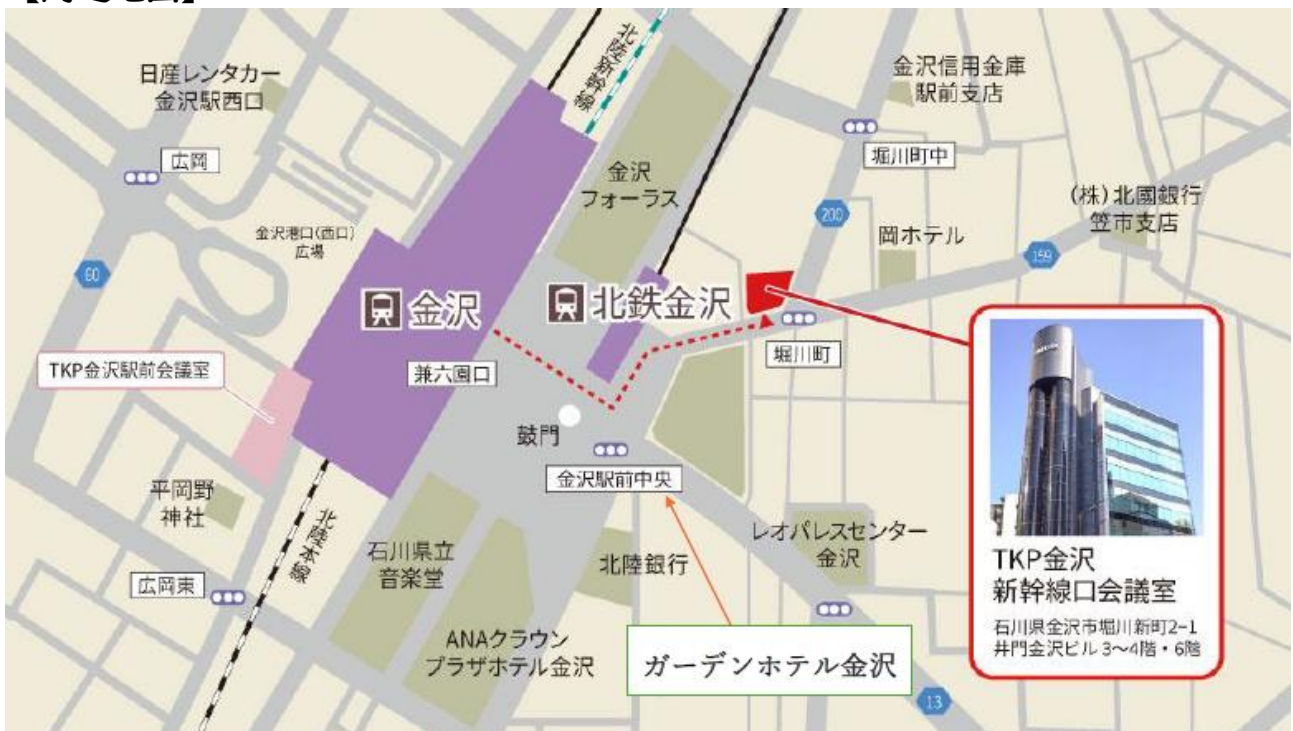 【周辺地図】
北陸新幹線
日産レンタカー
金沢駅西口
金沢信用金庫
駅前支店
広岡
堀川町中
金沢
フォーラス
(株)北國銀行
笠市支店
200
岡ホテル
金沢港口(西口)
広場
159
60
金沢
北鉄金沢
堀川町
TKP金沢駅前会議室
兼六園口
鼓門
金沢駅前中央
平岡野
神社
北陸本線
石川県立
音楽堂
北陸銀行
レオパレスセンター
金沢
TKP金沢
新幹線口会議室
石川県金沢市堀川新町2-1
井門金沢ビル 3〜4階・6階
広岡東
ANAクラウン
プラザホテル金沢
ガーデンホテル金沢
13